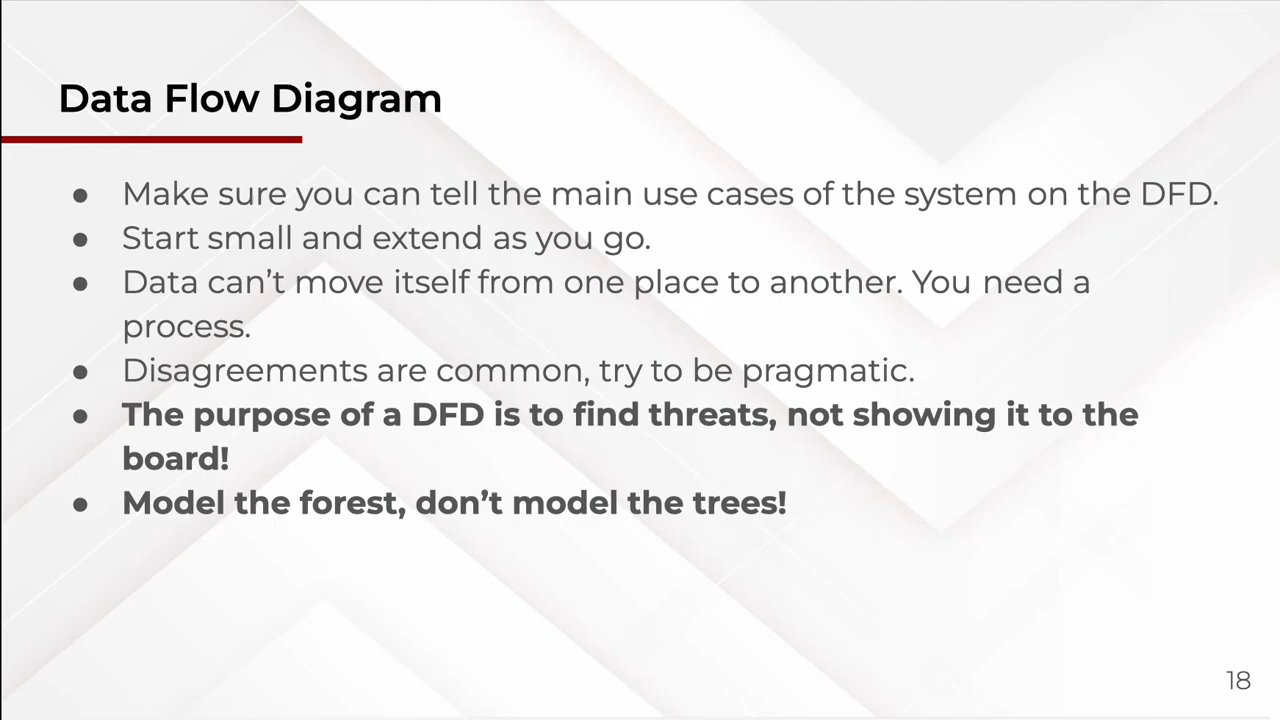 Data Flow Diagram
● Make sure you can tell the main use cases of the system on the DFD.
● Start small and extend as you go.
● Data can’t move itself from one place to another. You need a
process.
● Disagreements are common, try to be pragmatic.
● The purpose of a DFD is to find threats, not showing it to the
board!
● Model the forest, don’t model the trees!
18